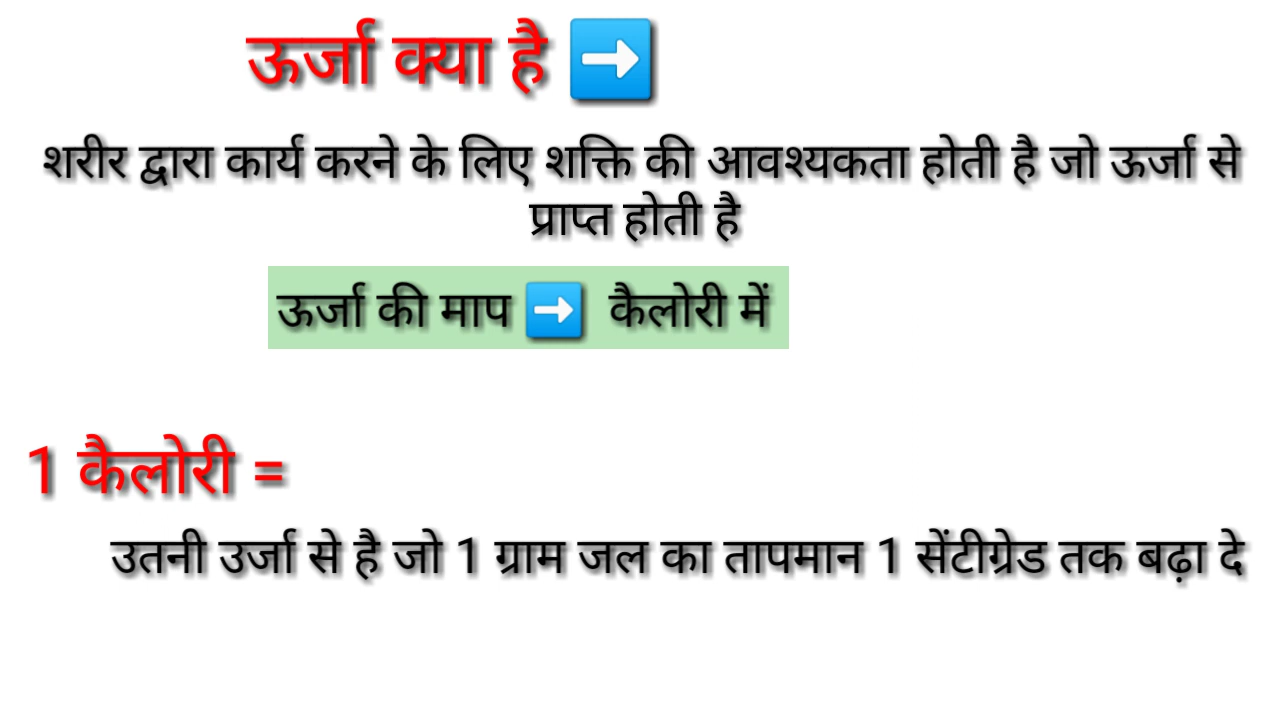 ऊर्जा क्या है ➡️
शरीर द्वारा कार्य करने के लिए शक्ति की आवश्यकता होती है जो ऊर्जा से
प्राप्त होती है
ऊर्जा की माप ➡️ कैलोरी में
1 कैलोरी =
उतनी उर्जा से है जो 1 ग्राम जल का तापमान 1 सेंटीग्रेड तक बढ़ा दे